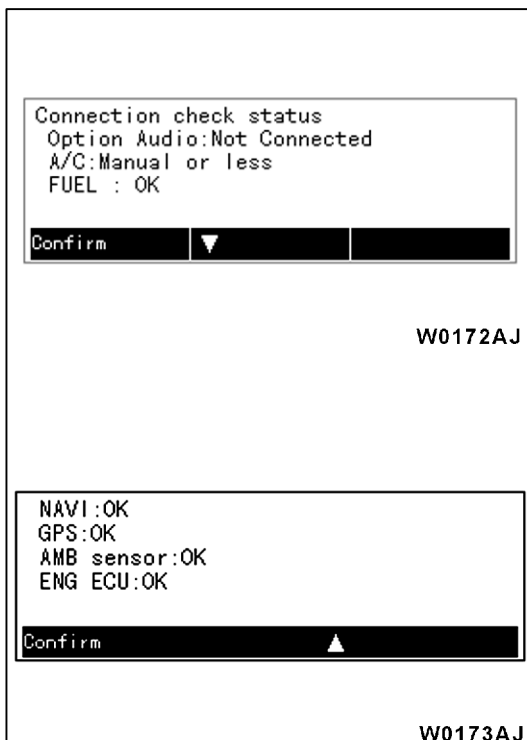 Connection check status
Option Audio:Not Connected
A/C:Manual or less
FUEL : OK
Confirm ▼
W0172AJ
NAVI:OK
GPS:OK
AMB sensor:OK
ENG ECU:OK
Confirm ▲
W0173AJ